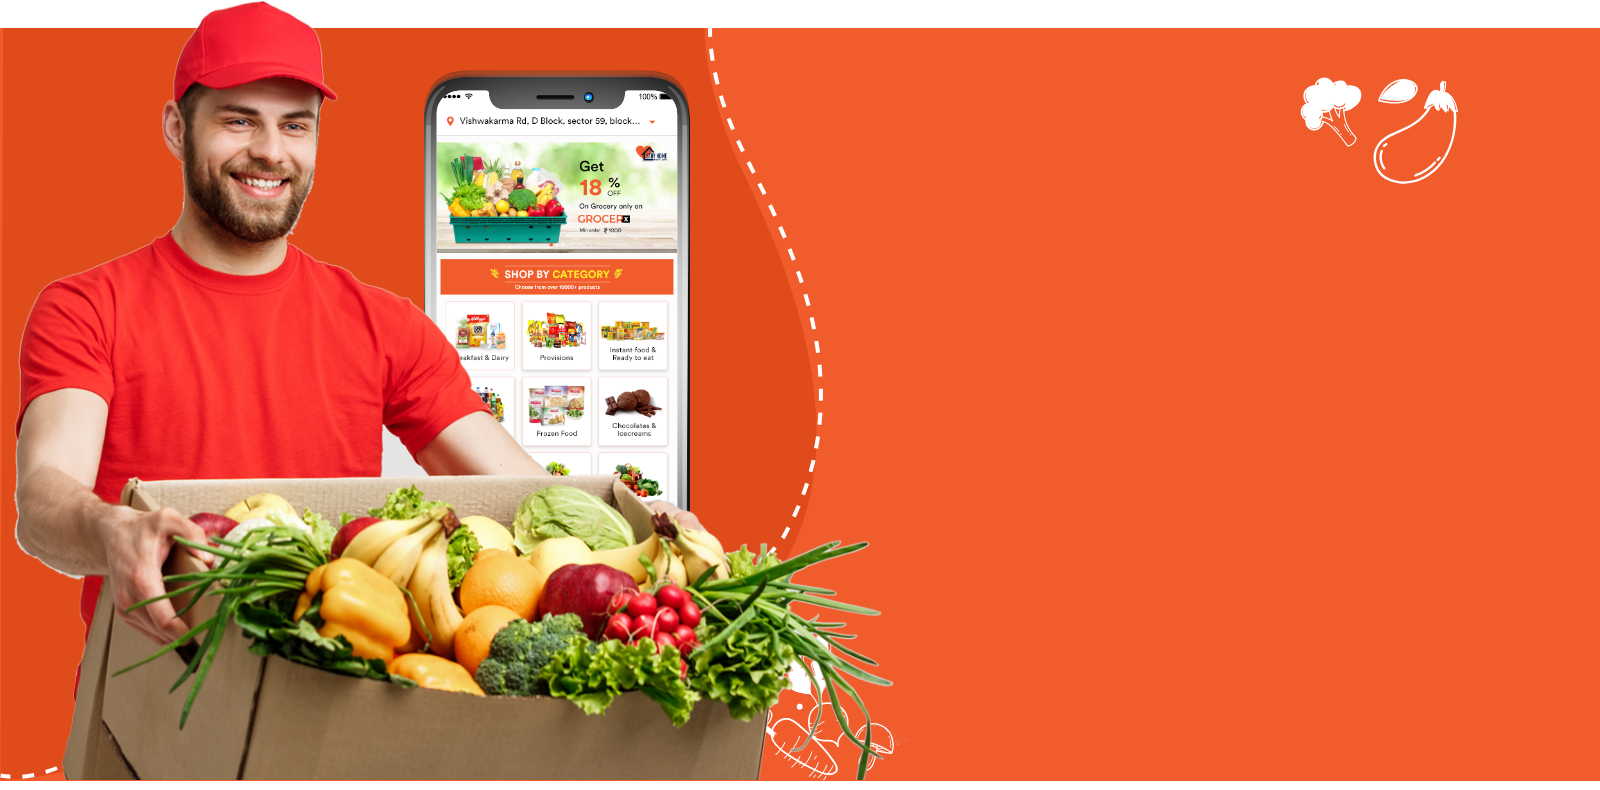 100%
Vishwakarma Rd, D Block, sector 59, block...
Get
18 %
OFF
On Grocery only on
GROCERX
Min order: ₹ 1000
SHOP BY CATEGORY
Choose from over 10000+ products
eakfast & Dairy
Provisions
Instant food &
Ready to eat
Frozen Food
Chocolates &
Icecreams